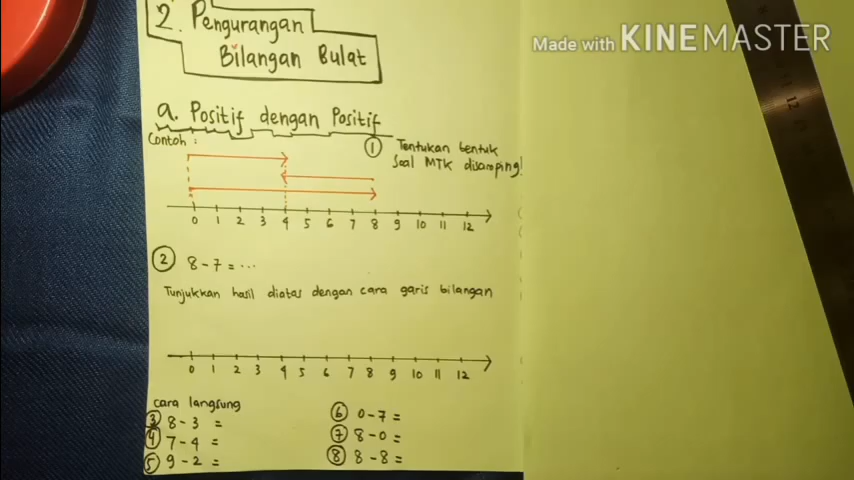 2. Pengurangan
Bilangan Bulat
Made with KINEMASTER
a. Positif dengan Positif
Contoh :
1 Tentukan bentuk
Soal MTK disamping!
0 1 2 3 4 5 6 7 8 9 10 11 12
2 8 - 7 = ...
Tunjukkan hasil diatas dengan cara garis bilangan
0 1 2 3 4 5 6 7 8 9 10 11 12
cara langsung
3 8 - 3 =
4 7 - 4 =
5 9 - 2 =
6 0 - 7 =
7 8 - 0 =
8 8 - 8 =
12